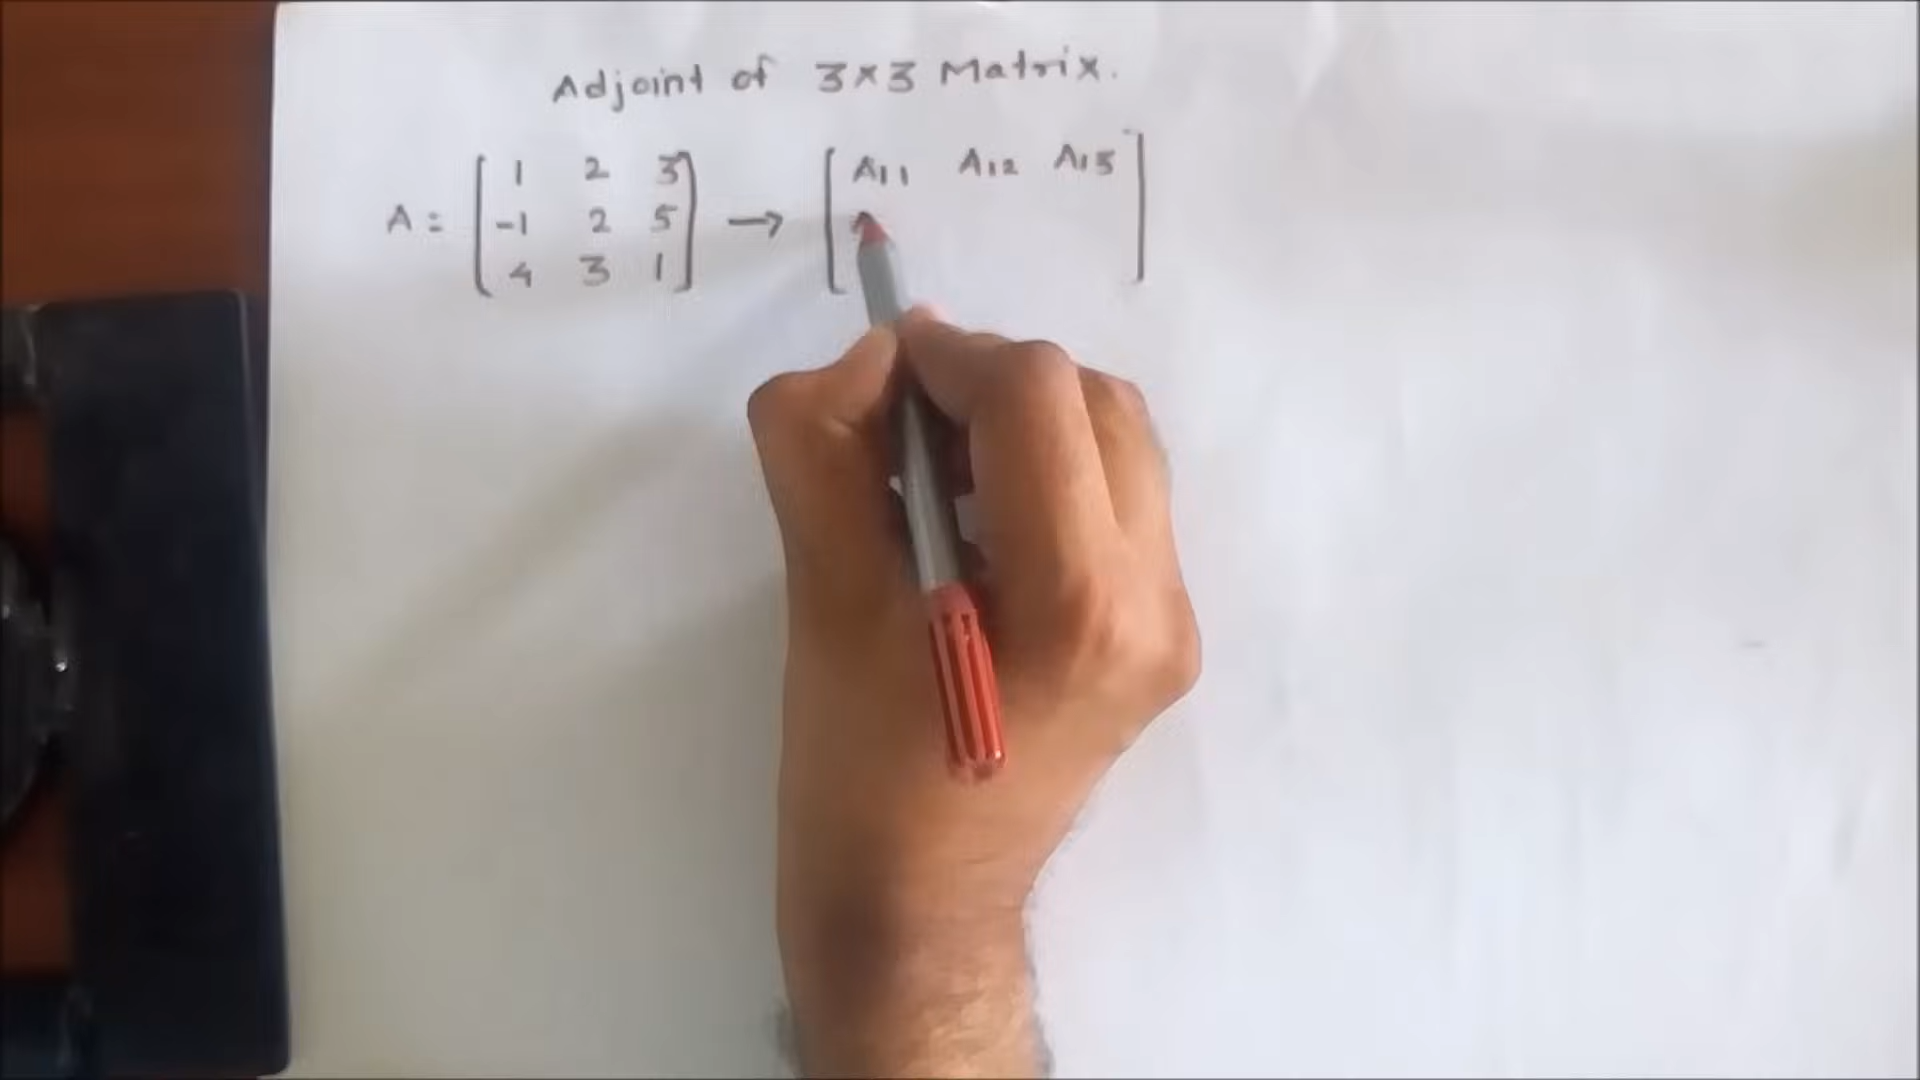 Adjoint of 3×3 Matrix.
A = [1 2 3; -1 2 5; 4 3 1] → [A11 A12 A13]